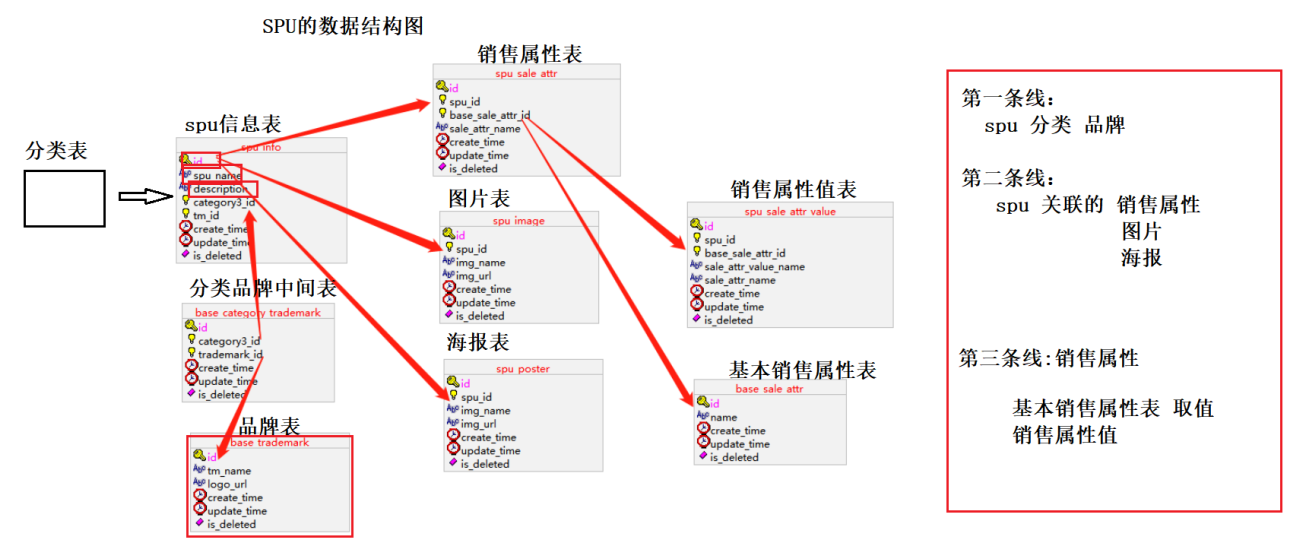 SPU的数据结构图
分类表
spu信息表
spu info
id
spu_name
description
category3_id
tm_id
create_time
update_time
is_deleted
分类品牌中间表
base category trademark
id
category3_id
trademark_id
create_time
update_time
is_deleted
品牌表
base trademark
id
tm_name
logo_url
create_time
update_time
is_deleted
销售属性表
spu sale attr
id
spu_id
base_sale_attr_id
sale_attr_name
create_time
update_time
is_deleted
图片表
spu image
id
spu_id
img_name
img_url
create_time
update_time
is_deleted
海报表
spu poster
id
spu_id
img_name
img_url
create_time
update_time
is_deleted
销售属性值表
spu sale attr value
id
spu_id
base_sale_attr_id
sale_attr_value_name
sale_attr_name
create_time
update_time
is_deleted
基本销售属性表
base sale attr
id
name
create_time
update_time
is_deleted
第一条线：
spu 分类 品牌
第二条线：
spu 关联的 销售属性
图片
海报
第三条线:销售属性
基本销售属性表 取值
销售属性值